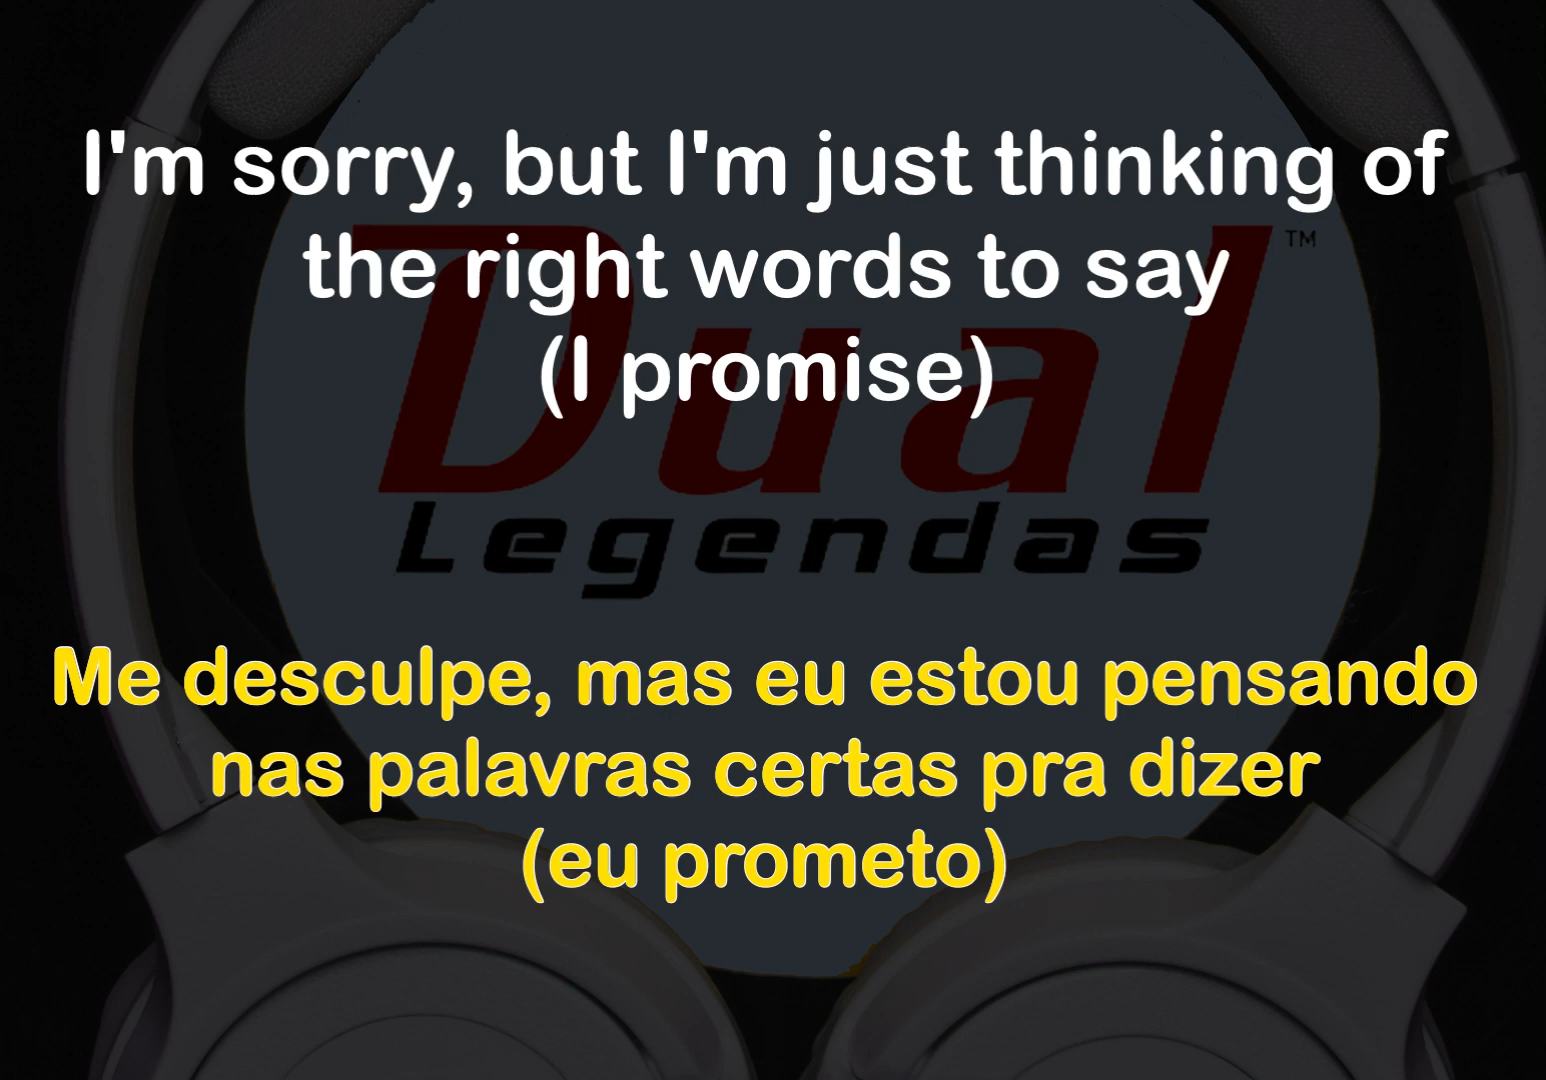 I'm sorry, but I'm just thinking of
the right words to say
(I promise)
Dual™
Legendas
Me desculpe, mas eu estou pensando
nas palavras certas pra dizer
(eu prometo)